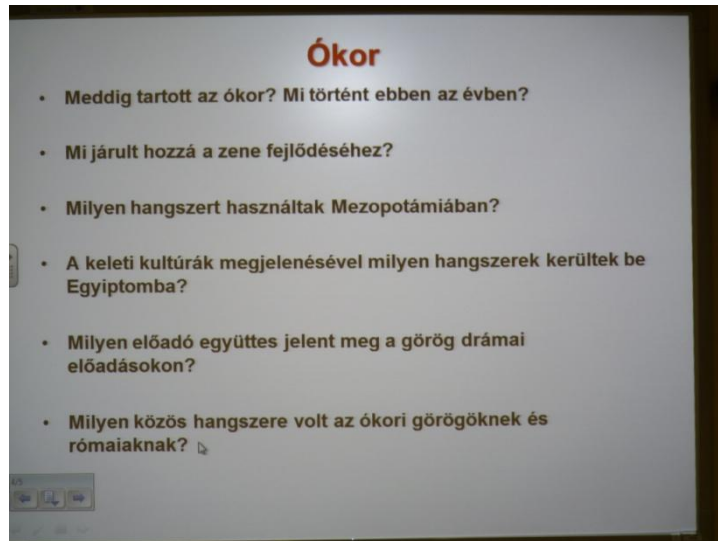 Ókor
• Meddig tartott az ókor? Mi történt ebben az évben?
• Mi járult hozzá a zene fejlődéséhez?
• Milyen hangszert használtak Mezopotámiában?
• A keleti kultúrák megjelenésével milyen hangszerek kerültek be
Egyiptomba?
• Milyen előadó együttes jelent meg a görög drámai
előadásokon?
• Milyen közös hangszere volt az ókori görögöknek és
rómaiaknak?